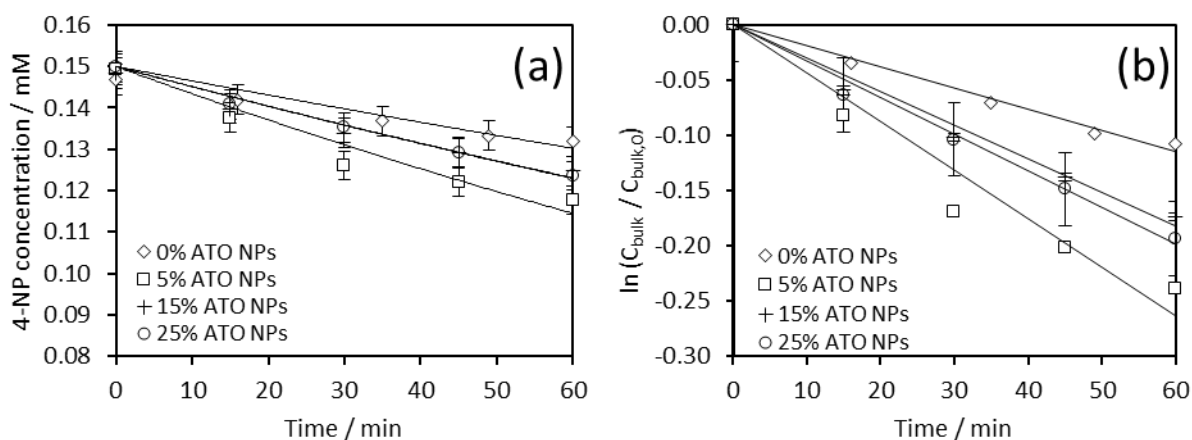 (a)
4-NP concentration / mM
0.16
0.15
0.14
0.13
0.12
0.11
0.10
0.09
0.08
0% ATO NPs
5% ATO NPs
15% ATO NPs
25% ATO NPs
0 10 20 30 40 50 60
Time / min
(b)
ln (C_bulk / C_bulk,0)
0.00
-0.05
-0.10
-0.15
-0.20
-0.25
-0.30
0% ATO NPs
5% ATO NPs
15% ATO NPs
25% ATO NPs
0 10 20 30 40 50 60
Time / min